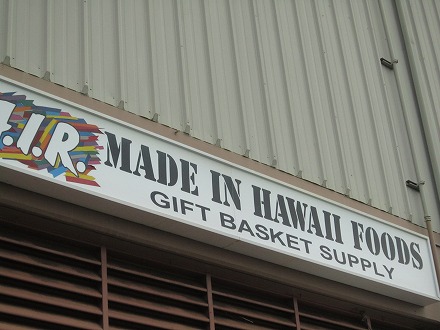 .I.R.
MADE IN HAWAII FOODS
GIFT BASKET SUPPLY